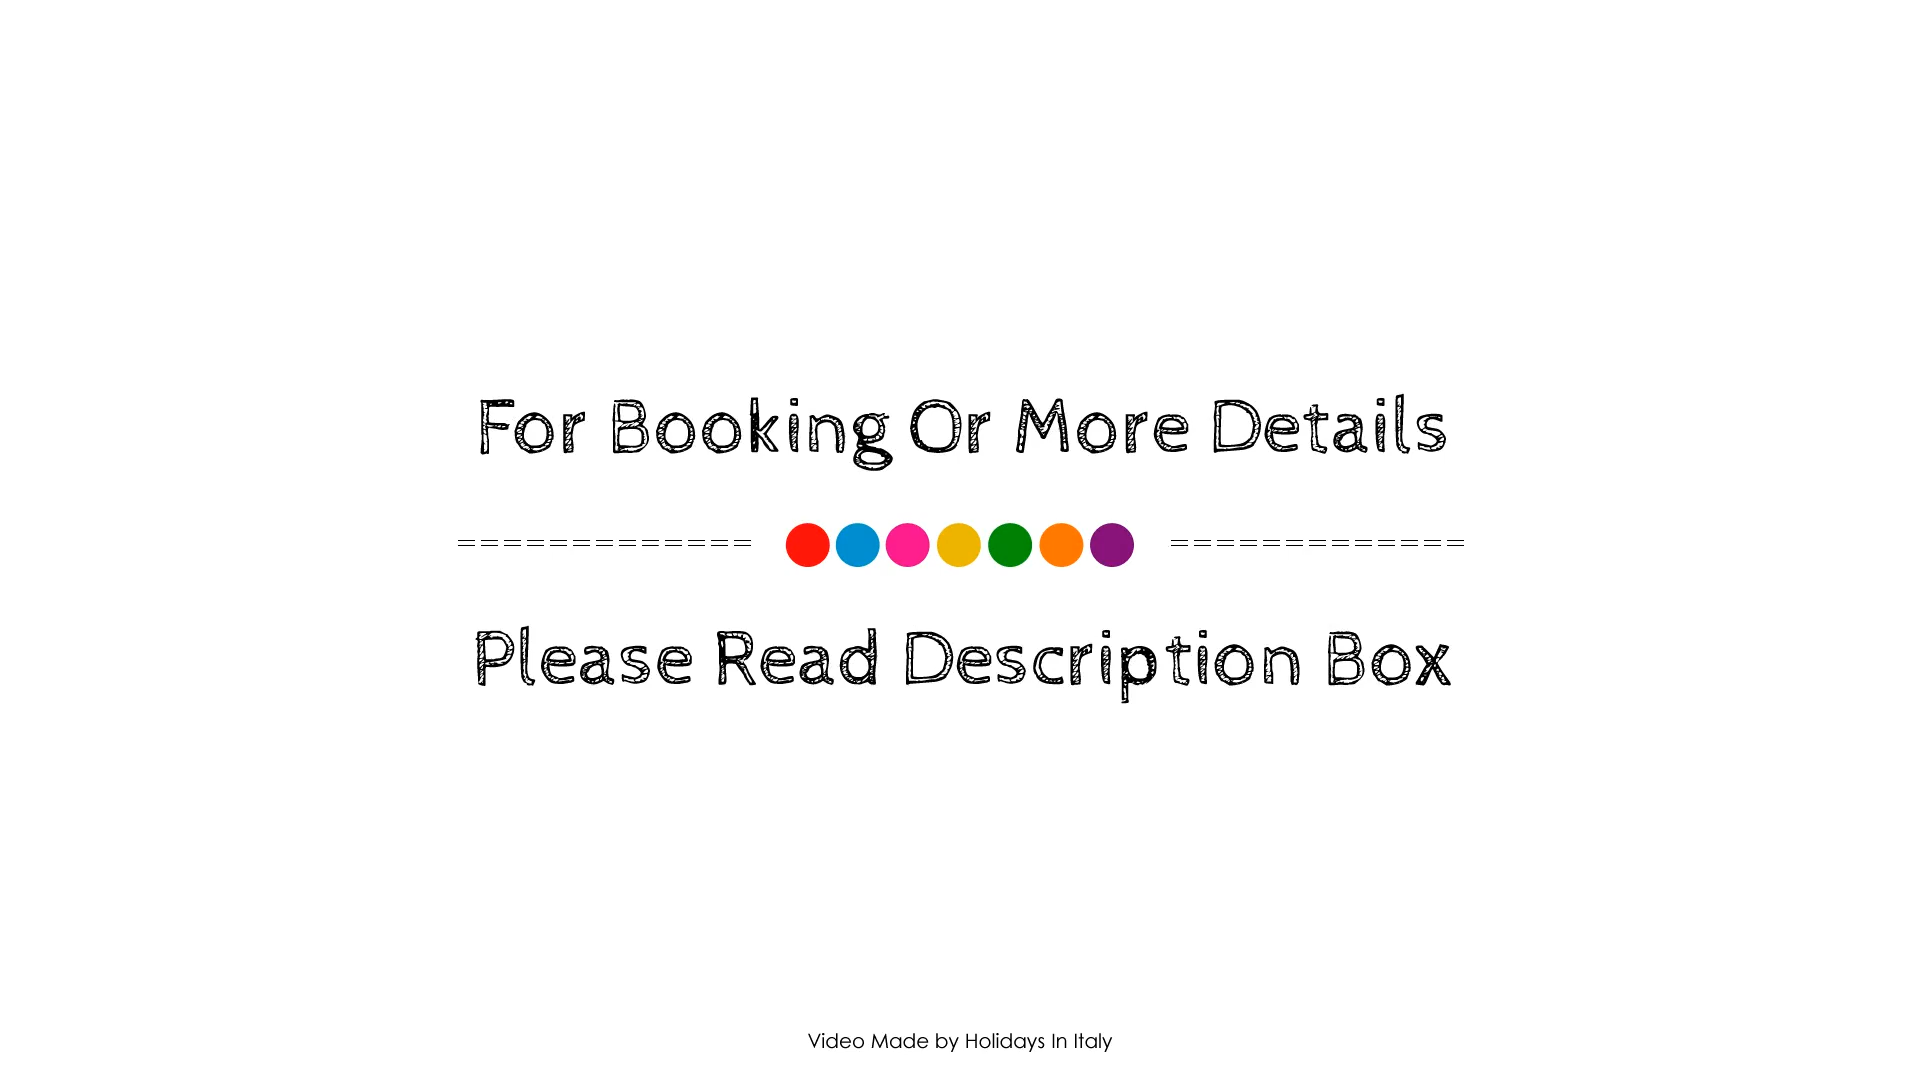 For Booking Or More Details
============= =============
Please Read Description Box
Video Made by Holidays In Italy